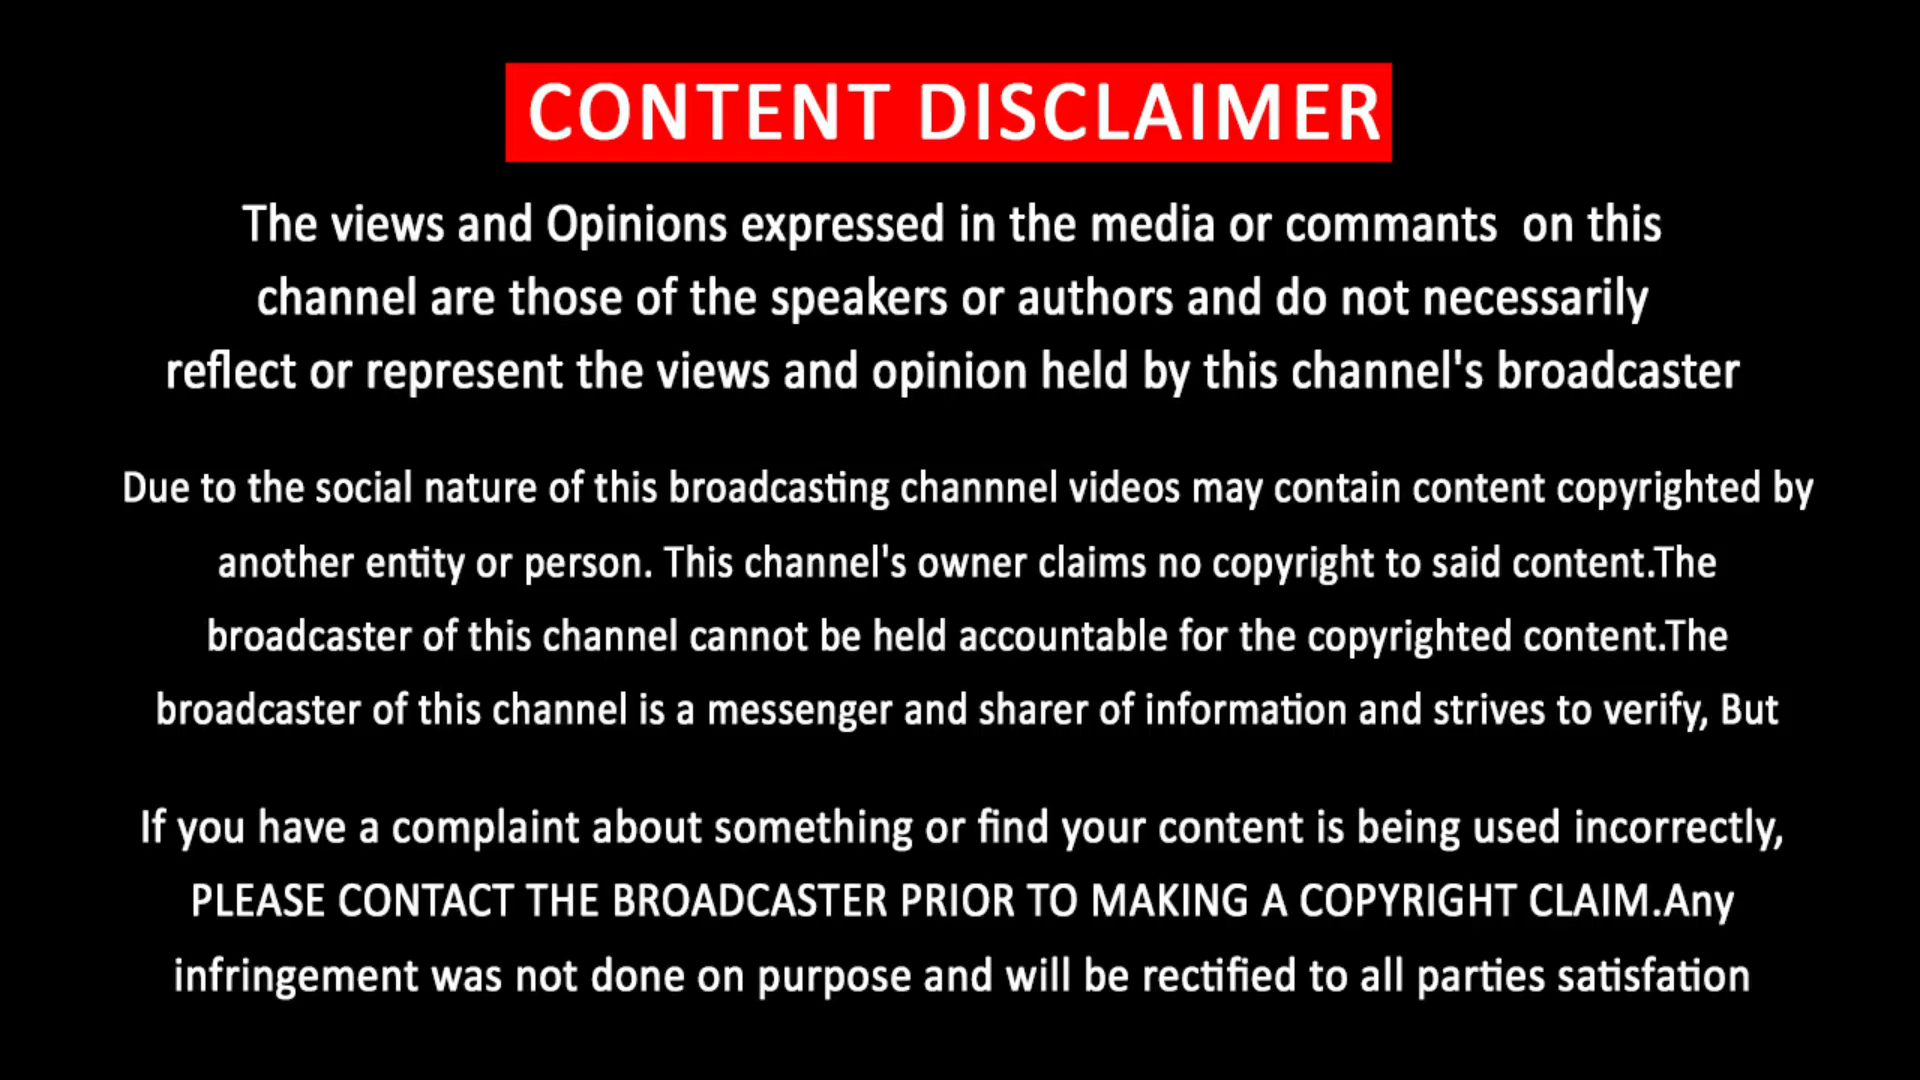 CONTENT DISCLAIMER
The views and Opinions expressed in the media or commants on this
channel are those of the speakers or authors and do not necessarily
reflect or represent the views and opinion held by this channel's broadcaster
Due to the social nature of this broadcasting channnel videos may contain content copyrighted by
another entity or person. This channel's owner claims no copyright to said content.The
broadcaster of this channel cannot be held accountable for the copyrighted content.The
broadcaster of this channel is a messenger and sharer of information and strives to verify, But
If you have a complaint about something or find your content is being used incorrectly,
PLEASE CONTACT THE BROADCASTER PRIOR TO MAKING A COPYRIGHT CLAIM.Any
infringement was not done on purpose and will be rectified to all parties satisfation